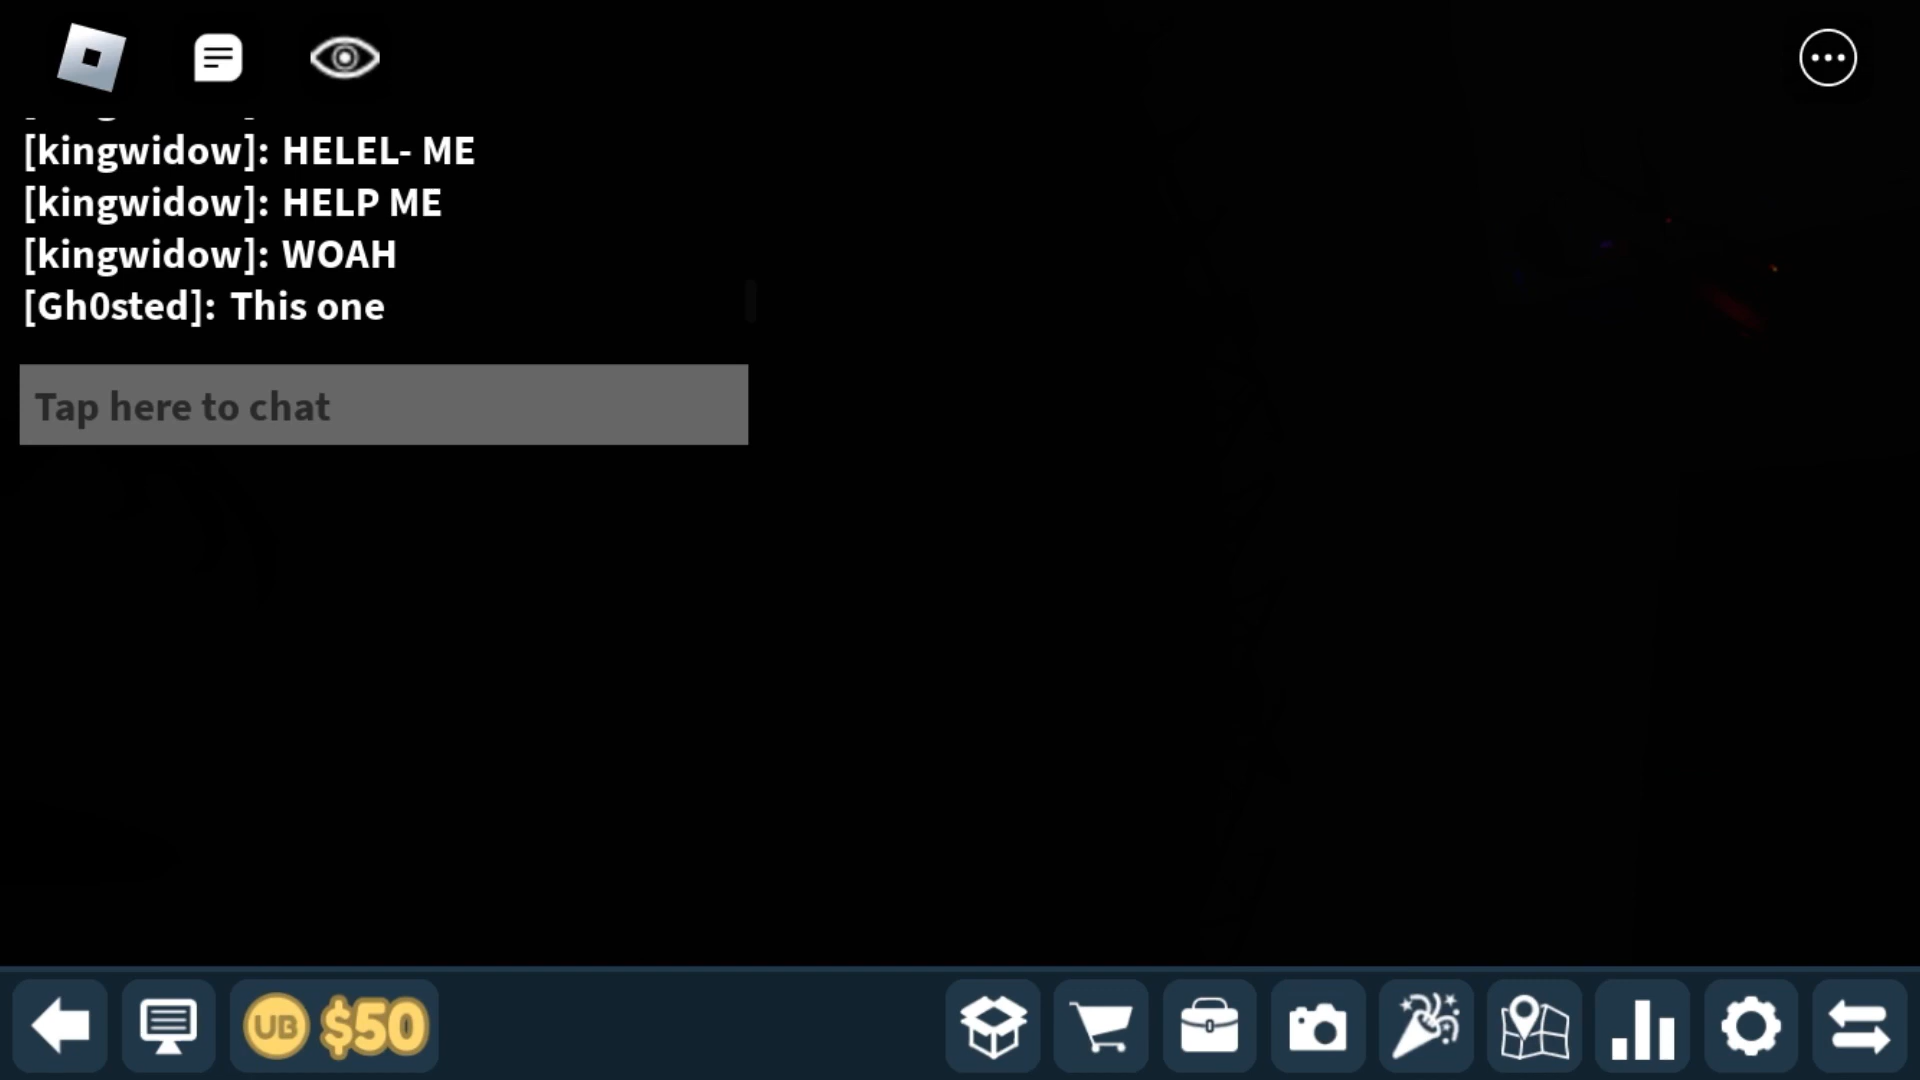 [kingwidow]: HELEL- ME
[kingwidow]: HELP ME
[kingwidow]: WOAH
[Gh0sted]: This one
Tap here to chat
UB $50